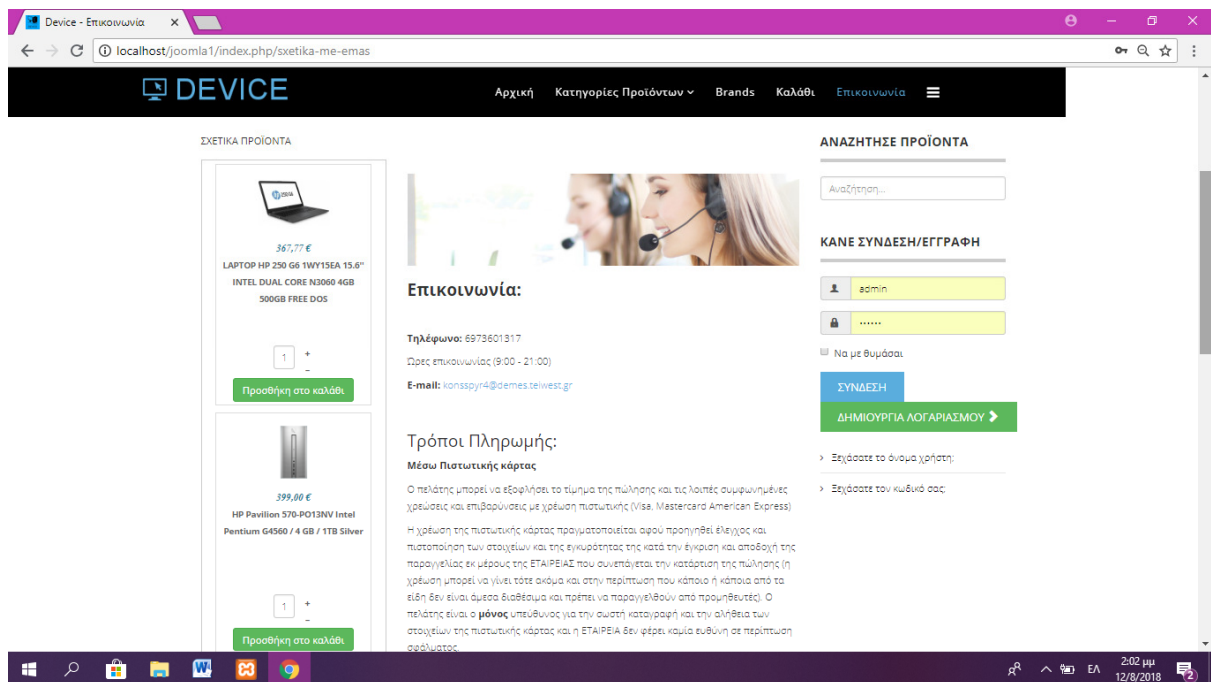 Device - Επικοινωνία
localhost/joomla1/index.php/sxetika-me-emas
DEVICE
Αρχική Κατηγορίες Προϊόντων Brands Καλάθι Επικοινωνία
ΣΧΕΤΙΚΑ ΠΡΟΪΟΝΤΑ
367,77 €
LAPTOP HP 250 G6 1WY15EA 15.6''
INTEL DUAL CORE N3060 4GB
500GB FREE DOS
1 +
-
Προσθήκη στο καλάθι
399,00 €
HP Pavilion 570-PO13NV Intel
Pentium G4560 / 4 GB / 1TB Silver
1 +
-
Προσθήκη στο καλάθι
Επικοινωνία:
Τηλέφωνο: 6973601317
Ώρες επικοινωνίας (9:00 - 21:00)
E-mail: konsspyr4@demes.teiwest.gr
Τρόποι Πληρωμής:
Μέσω Πιστωτικής κάρτας
Ο πελάτης μπορεί να εξοφλήσει το τίμημα της πώλησης και τις λοιπές συμφωνημένες
χρεώσεις και επιβαρύνσεις με χρέωση πιστωτικής (Visa, Mastercard American Express)
Η χρέωση της πιστωτικής κάρτας πραγματοποιείται αφού προηγηθεί έλεγχος και
πιστοποίηση των στοιχείων και της εγκυρότητας της κατά την έγκριση και αποδοχή της
παραγγελίας εκ μέρους της ΕΤΑΙΡΕΙΑΣ που συνεπάγεται την κατάρτιση της πώλησης (η
χρέωση μπορεί να γίνει τότε ακόμα και στην περίπτωση που κάποιο ή κάποια από τα
είδη δεν είναι άμεσα διαθέσιμα και πρέπει να παραγγελθούν από προμηθευτές). Ο
πελάτης είναι ο μόνος υπεύθυνος για την σωστή καταγραφή και την αλήθεια των
στοιχείων της πιστωτικής κάρτας και η ΕΤΑΙΡΕΙΑ δεν φέρει καμία ευθύνη σε περίπτωση
σφάλματος.
ΑΝΑΖΗΤΗΣΕ ΠΡΟΪΟΝΤΑ
Αναζήτηση...
ΚΑΝΕ ΣΥΝΔΕΣΗ/ΕΓΓΡΑΦΗ
admin
......
Να με θυμάσαι
ΣΥΝΔΕΣΗ
ΔΗΜΙΟΥΡΓΙΑ ΛΟΓΑΡΙΑΣΜΟΥ
Ξεχάσατε το όνομα χρήστη;
Ξεχάσατε τον κωδικό σας;
ΕΛ
2:02 μμ
12/8/2018
2